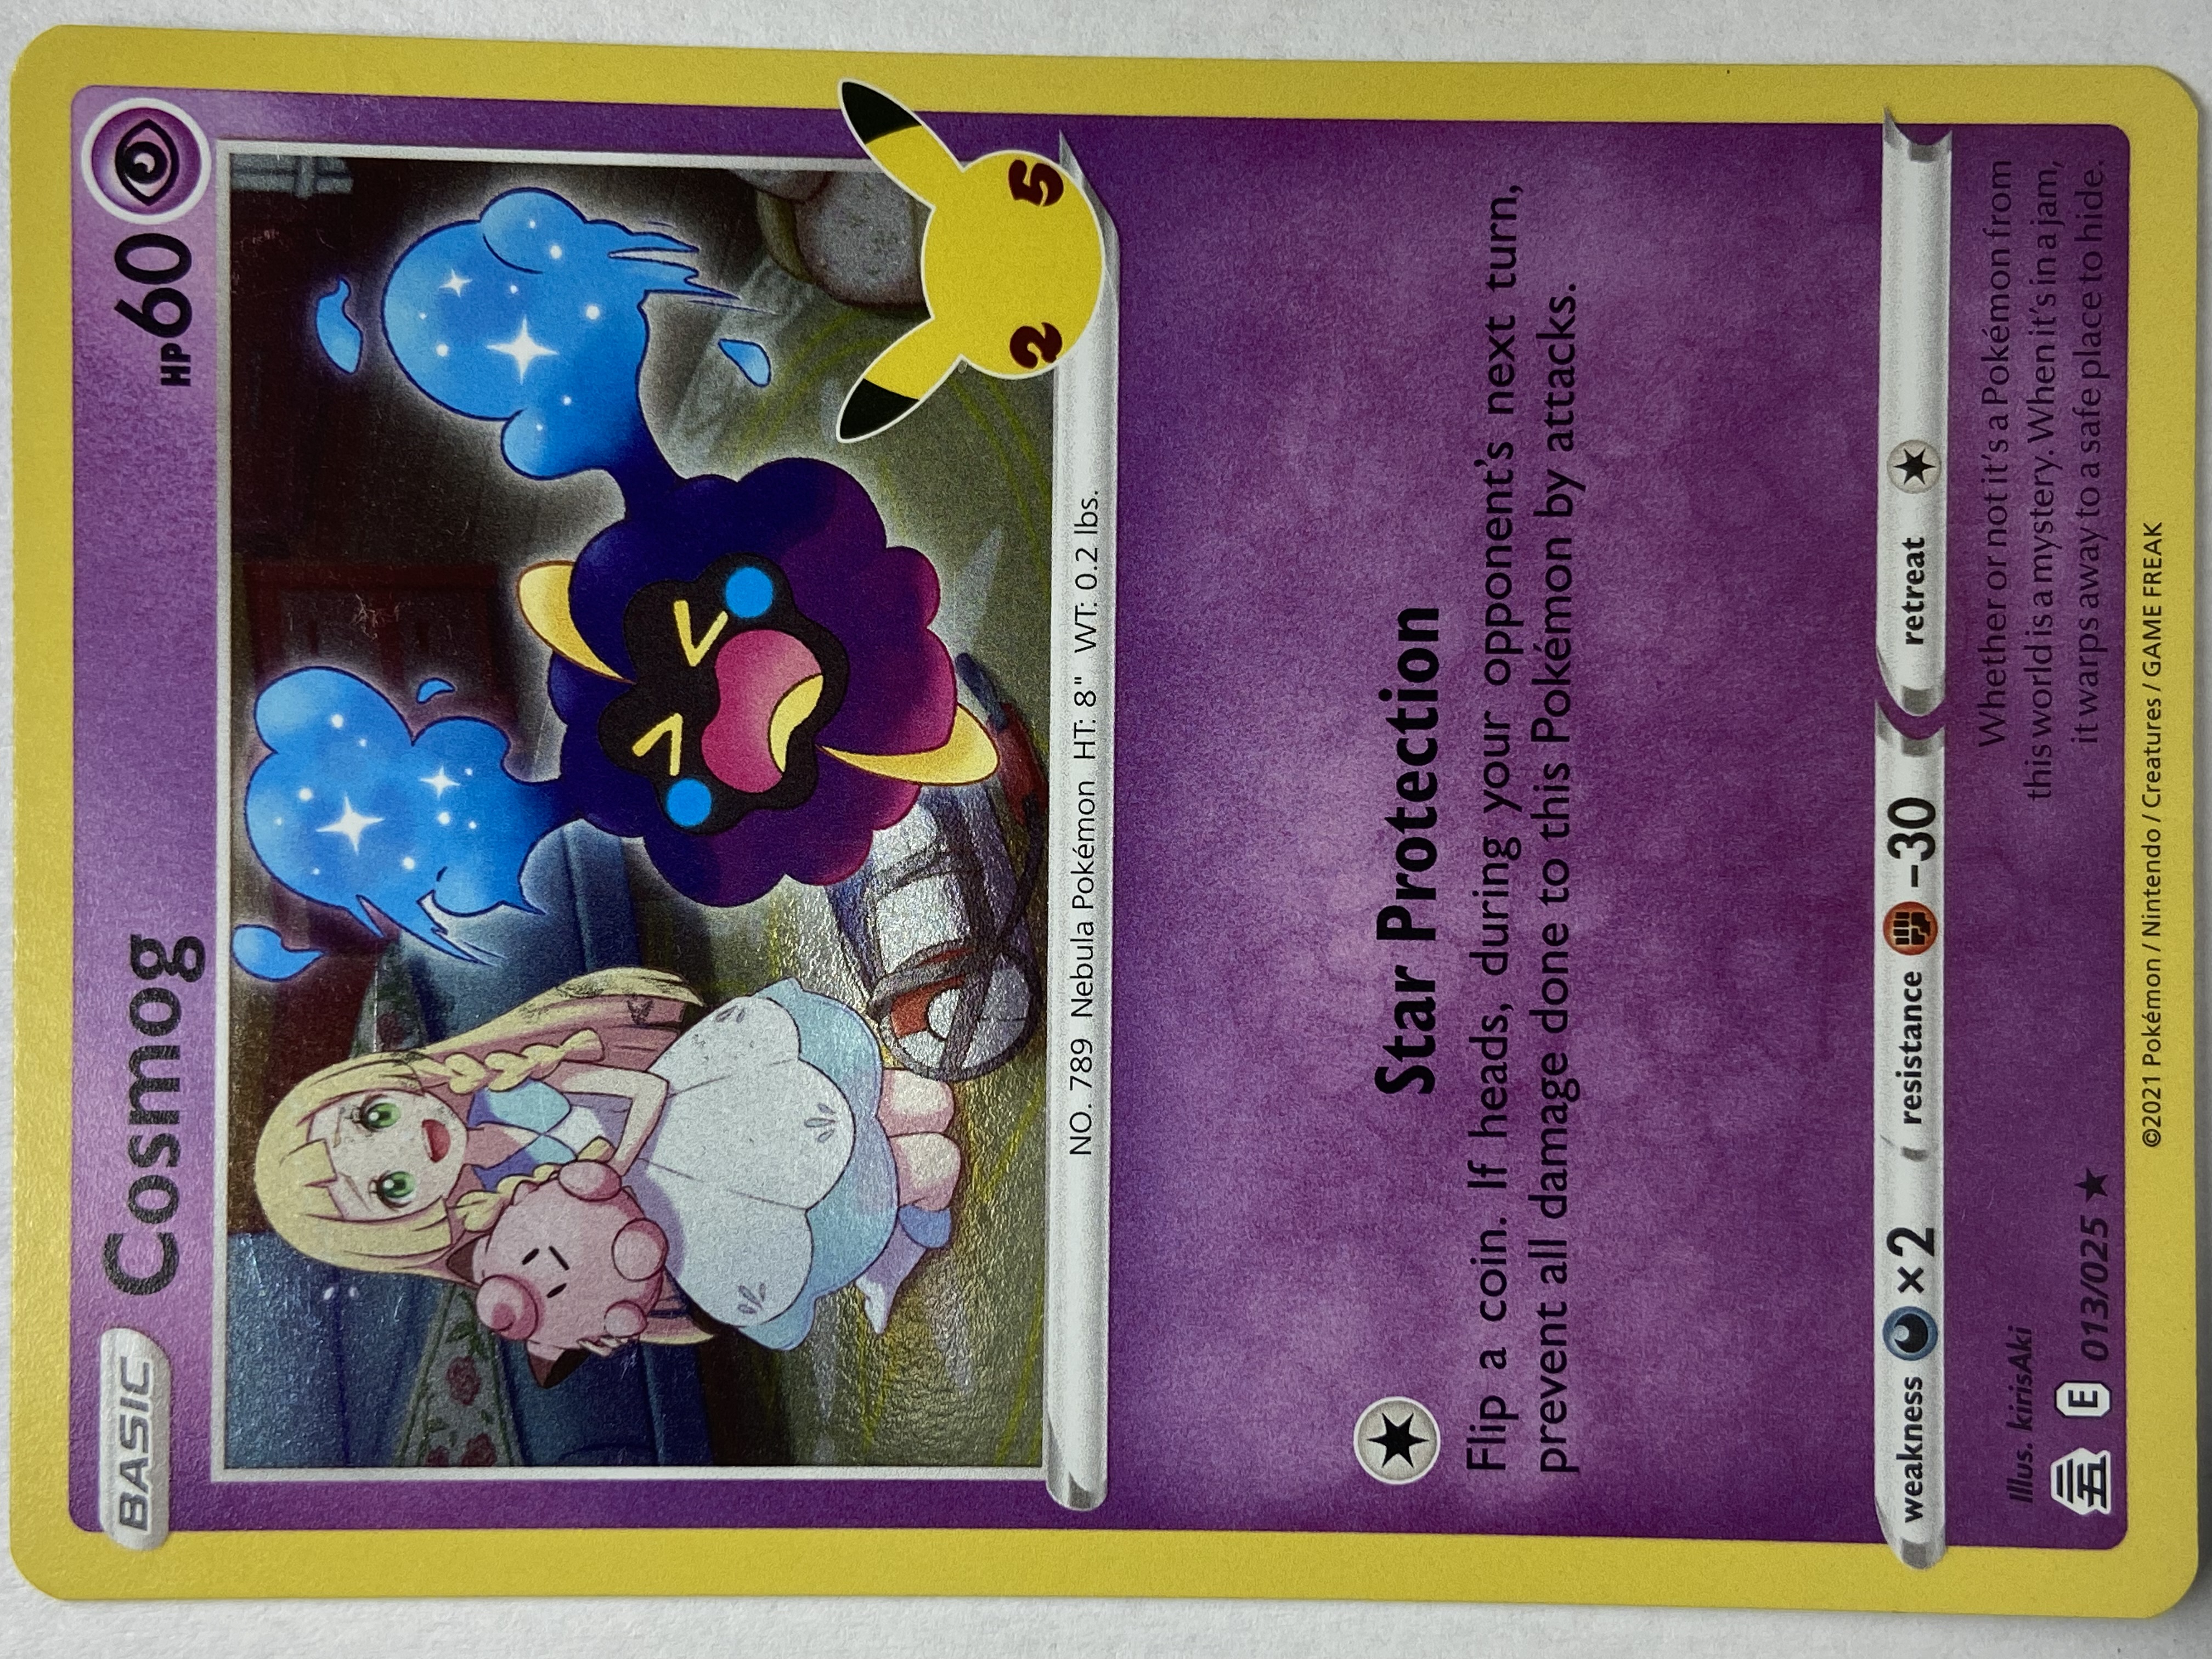 BASIC Cosmog HP60
2 5
NO. 789 Nebula Pokémon HT: 8" WT: 0.2 lbs.
Star Protection
Flip a coin. If heads, during your opponent's next turn,
prevent all damage done to this Pokémon by attacks.
weakness ×2 resistance -30 retreat
Illus. kirisAki
E 013/025 ★
Whether or not it's a Pokémon from
this world is a mystery. When it's in a jam,
it warps away to a safe place to hide.
©2021 Pokémon / Nintendo / Creatures / GAME FREAK